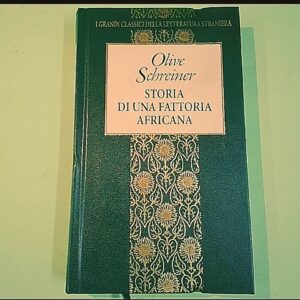 I GRANDI CLASSICI DELLA LETTERATURA STRANIERA
Olive
Schreiner
STORIA
DI UNA FATTORIA
AFRICANA